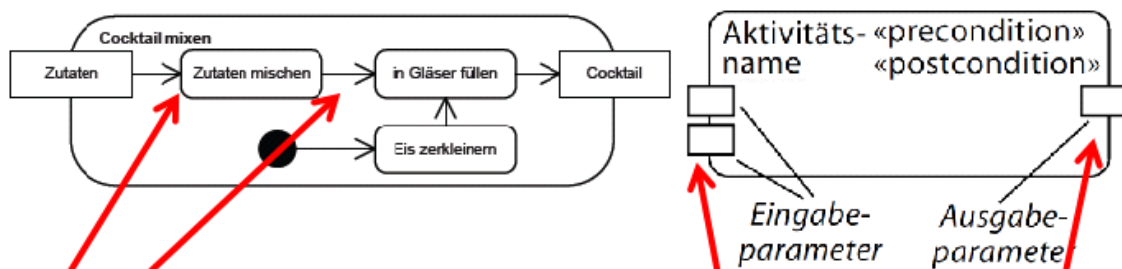 Cocktail mixen
Zutaten
Zutaten mischen
in Gläser füllen
Cocktail
Eis zerkleinern
Aktivitäts- «precondition»
name «postcondition»
Eingabe-
parameter
Ausgabe-
parameter